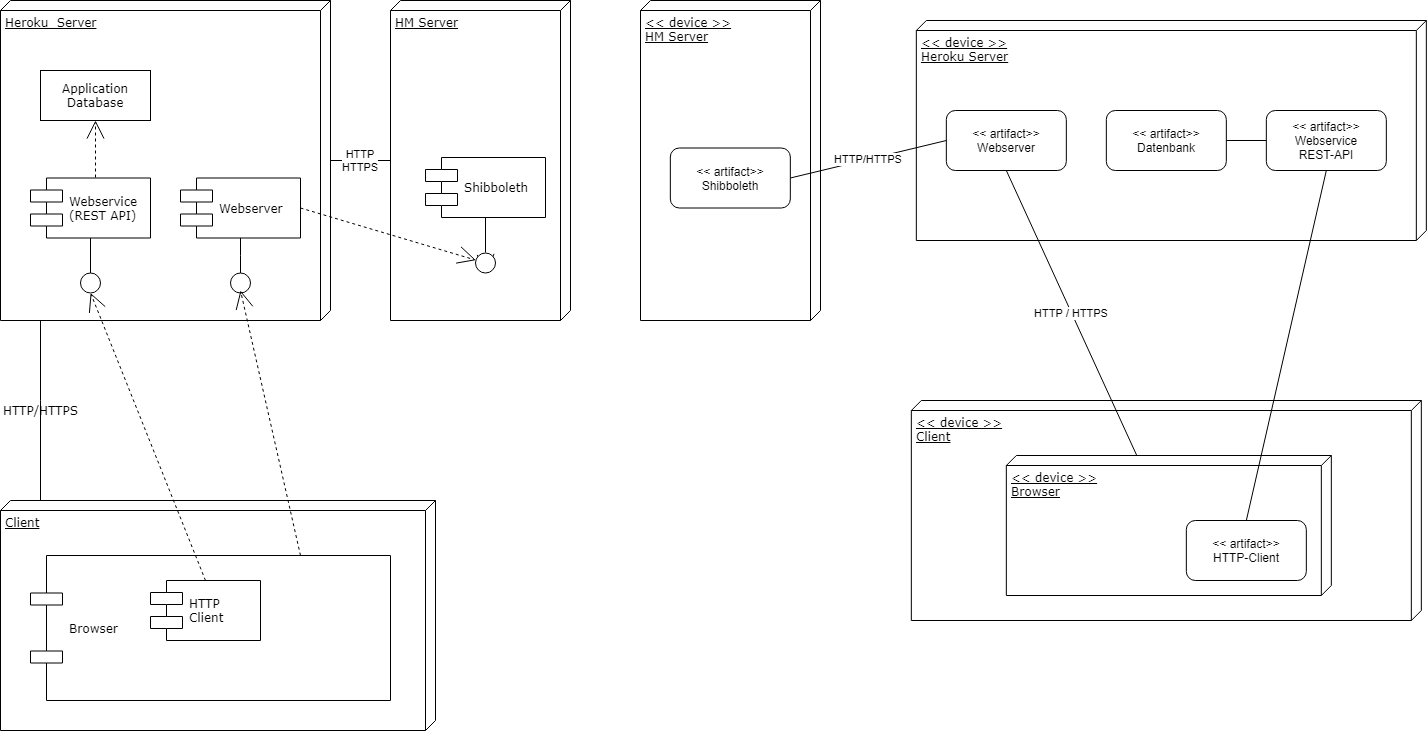 Heroku_Server
HM Server
Application
Database
HTTP
HTTPS
Webservice
(REST API)
Webserver
Shibboleth
HTTP/HTTPS
Client
Browser
HTTP
Client
<< device >>
HM Server
<< artifact>>
Shibboleth
HTTP/HTTPS
<< device >>
Heroku Server
<< artifact>>
Webserver
<< artifact>>
Datenbank
<< artifact>>
Webservice
REST-API
HTTP / HTTPS
<< device >>
Client
<< device >>
Browser
<< artifact>>
HTTP-Client